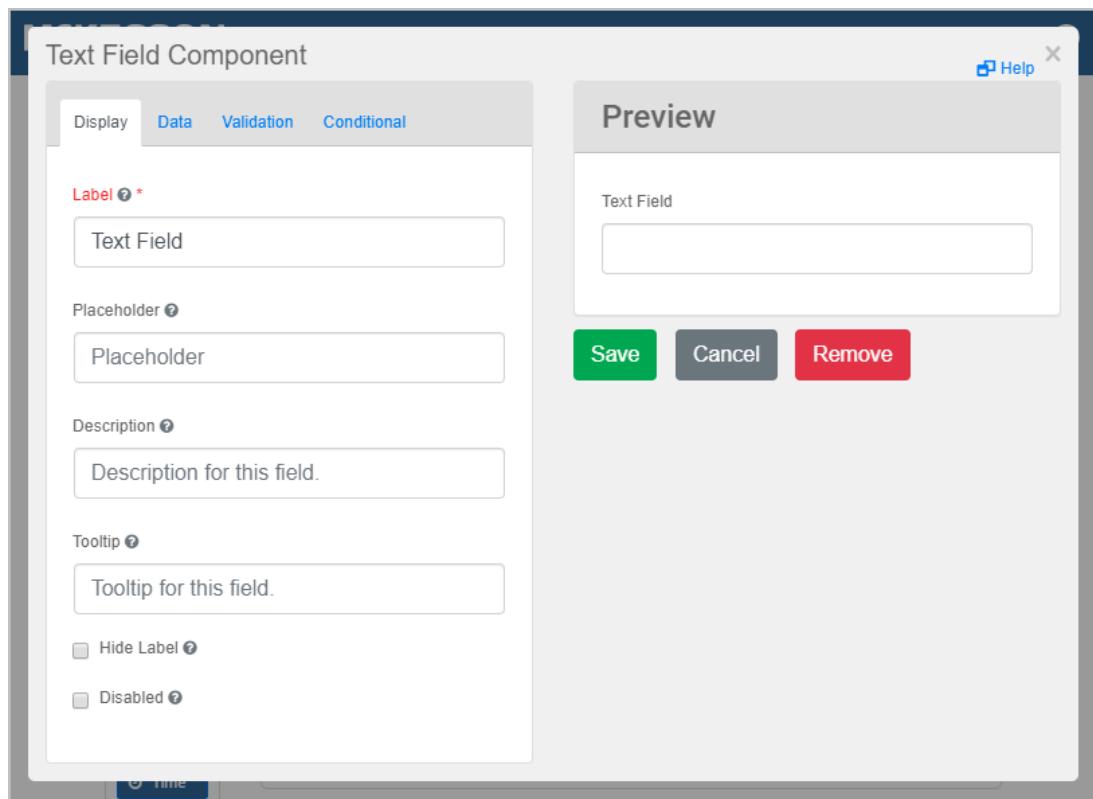 Text Field Component
Help
Display Data Validation Conditional
Label *
Text Field
Placeholder
Placeholder
Description
Description for this field.
Tooltip
Tooltip for this field.
Hide Label
Disabled
Preview
Text Field
Save Cancel Remove
Time